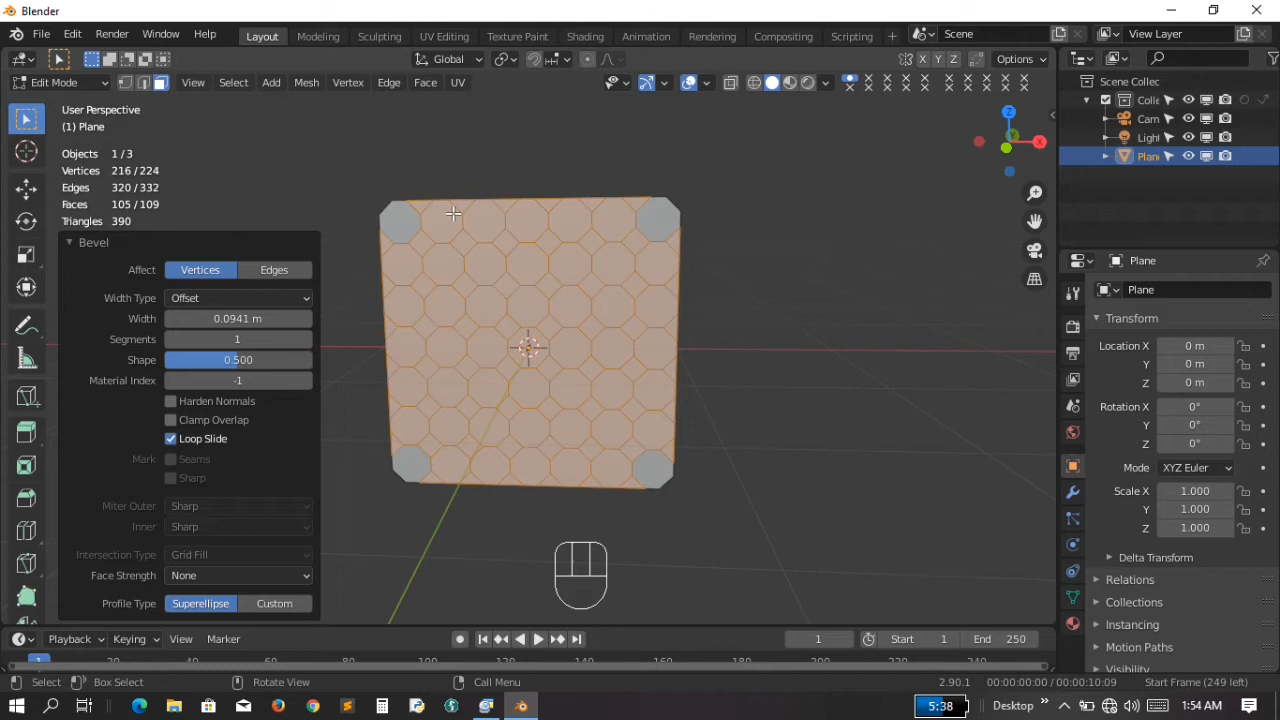 Blender
File Edit Render Window Help Layout Modeling Sculpting UV Editing Texture Paint Shading Animation Rendering Compositing Scripting + Scene View Layer
Global X Y Z Options
Edit Mode View Select Add Mesh Vertex Edge Face UV
Scene Collec
Colle
Cam
Light
Plane
User Perspective
(1) Plane
Objects 1/3
Vertices 216 / 224
Edges 320 / 332
Faces 105 / 109
Triangles 390
Z X Y
Bevel
Affect Vertices Edges
Width Type Offset
Width 0.0941 m
Segments 1
Shape 0.500
Material Index -1
Harden Normals
Clamp Overlap
Loop Slide
Mark Seams
Sharp
Miter Outer Sharp
Inner Sharp
Intersection Type Grid Fill
Face Strength None
Profile Type Superellipse Custom
Plane
Plane
Transform
Location X 0 m
Y 0 m
Z 0 m
Rotation X 0°
Y 0°
Z 0°
Mode XYZ Euler
Scale X 1.000
Y 1.000
Z 1.000
Delta Transform
Relations
Collections
Instancing
Motion Paths
Visibility
Playback Keying View Marker 1 Start 1 End 250
1 20 80 100 120 140 160 180 200 220 240
Select Box Select Rotate View Call Menu 2.90.1 00:00:00:00 / 00:00:10:09 Start Frame (249 left)
5:38 Desktop 1:54 AM